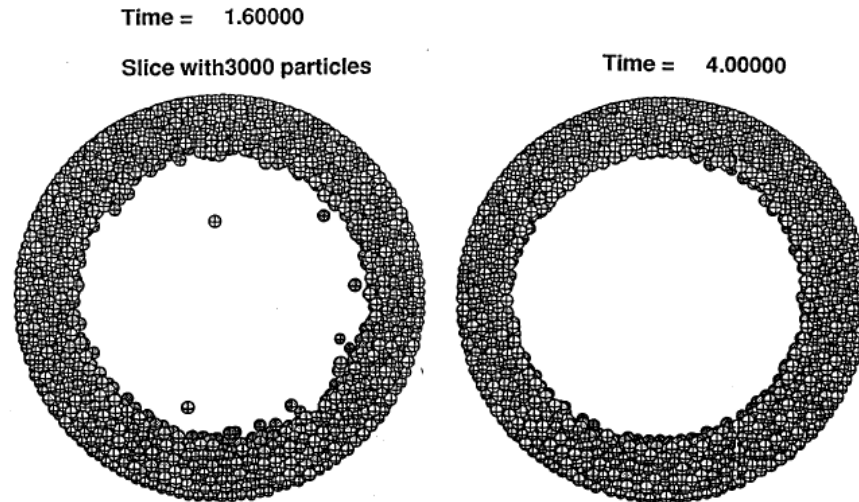 Time = 1.60000
Slice with3000 particles
Time = 4.00000